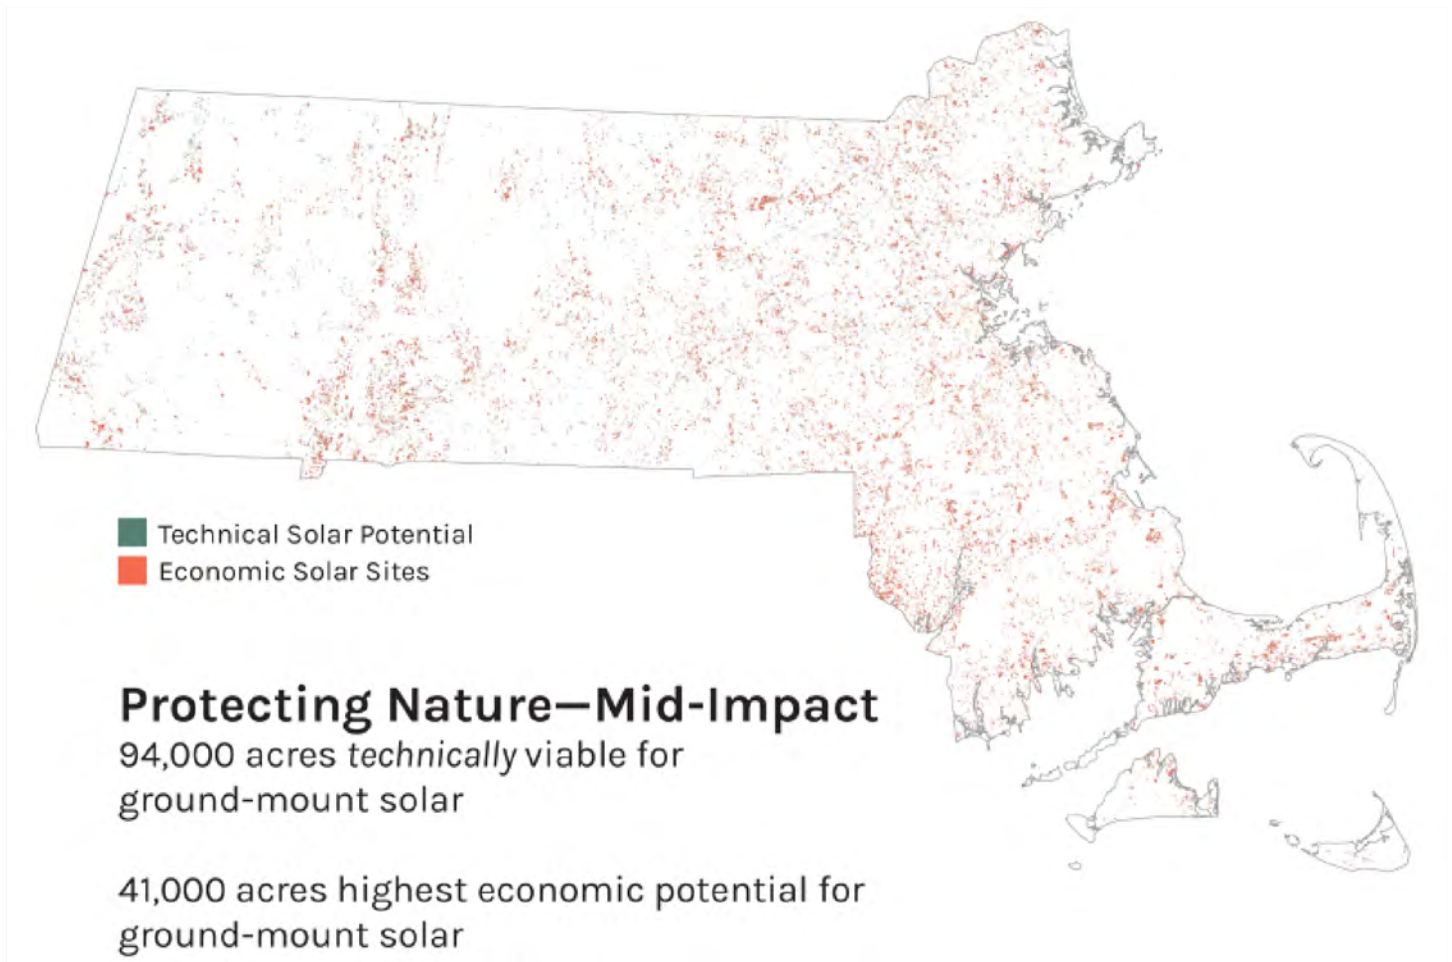 Technical Solar Potential
Economic Solar Sites
Protecting Nature—Mid-Impact
94,000 acres technically viable for
ground-mount solar
41,000 acres highest economic potential for
ground-mount solar